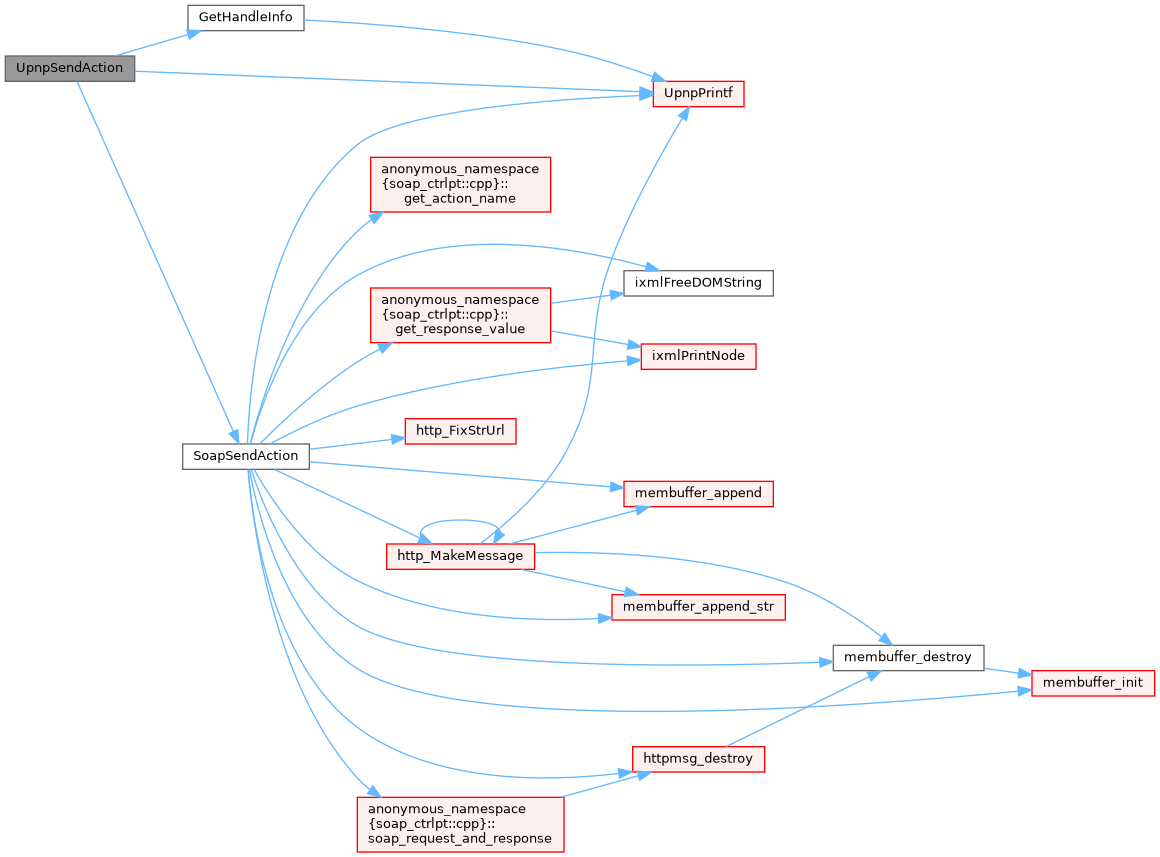 GetHandleInfo
UpnpSendAction
UpnpPrintf
anonymous_namespace
{soap_ctrlpt::cpp}::
get_action_name
ixmlFreeDOMString
anonymous_namespace
{soap_ctrlpt::cpp}::
get_response_value
ixmlPrintNode
http_FixStrUrl
SoapSendAction
membuffer_append
http_MakeMessage
membuffer_append_str
membuffer_destroy
membuffer_init
httpmsg_destroy
anonymous_namespace
{soap_ctrlpt::cpp}::
soap_request_and_response